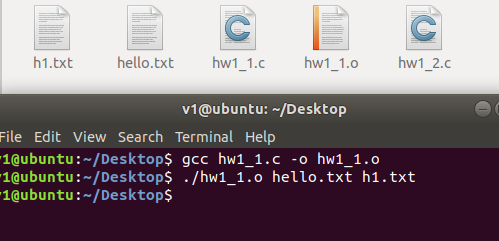 h1.txt hello.txt hw1_1.c hw1_1.o hw1_2.c
v1@ubuntu: ~/Desktop
File Edit View Search Terminal Help
v1@ubuntu:~/Desktop$ gcc hw1_1.c -o hw1_1.o
v1@ubuntu:~/Desktop$ ./hw1_1.o hello.txt h1.txt
v1@ubuntu:~/Desktop$